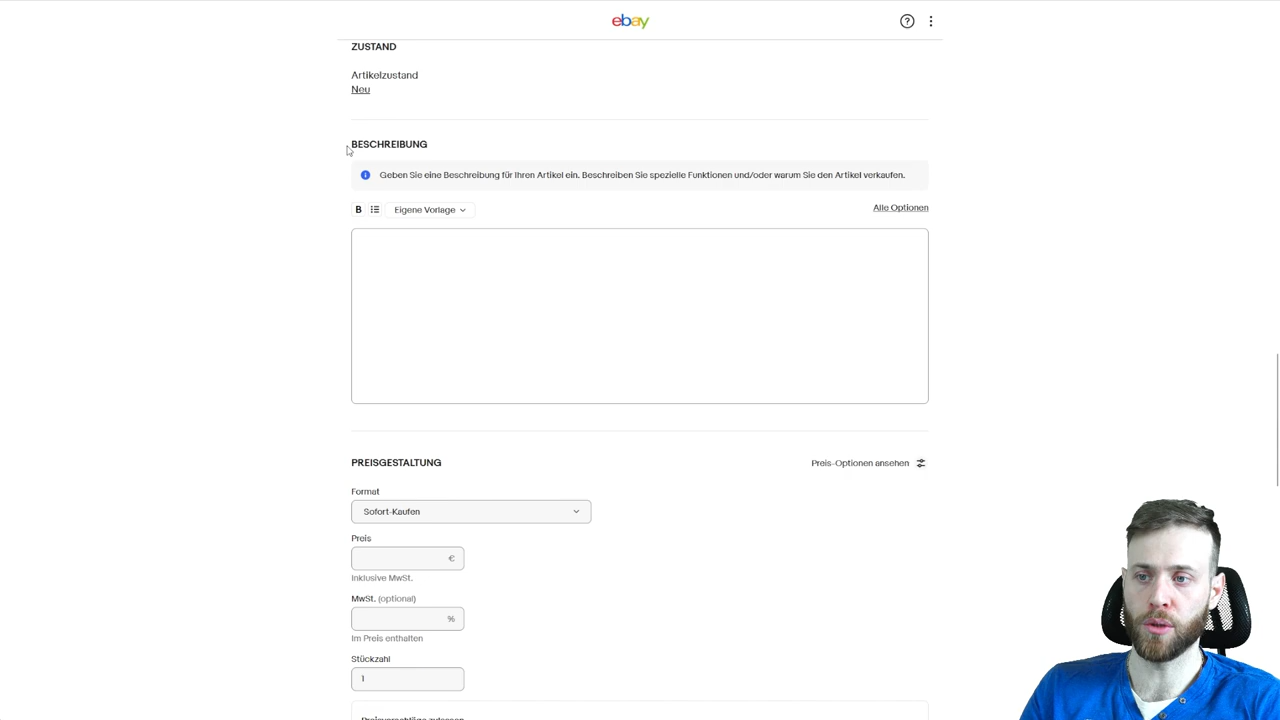 ebay
ZUSTAND
Artikelzustand
Neu
BESCHREIBUNG
Geben Sie eine Beschreibung für Ihren Artikel ein. Beschreiben Sie spezielle Funktionen und/oder warum Sie den Artikel verkaufen.
B Eigene Vorlage Alle Optionen
PREISGESTALTUNG Preis-Optionen ansehen
Format
Sofort-Kaufen
Preis
€
Inklusive MwSt.
MwSt. (optional)
%
Im Preis enthalten
Stückzahl
1
Preisvorschläge zulassen